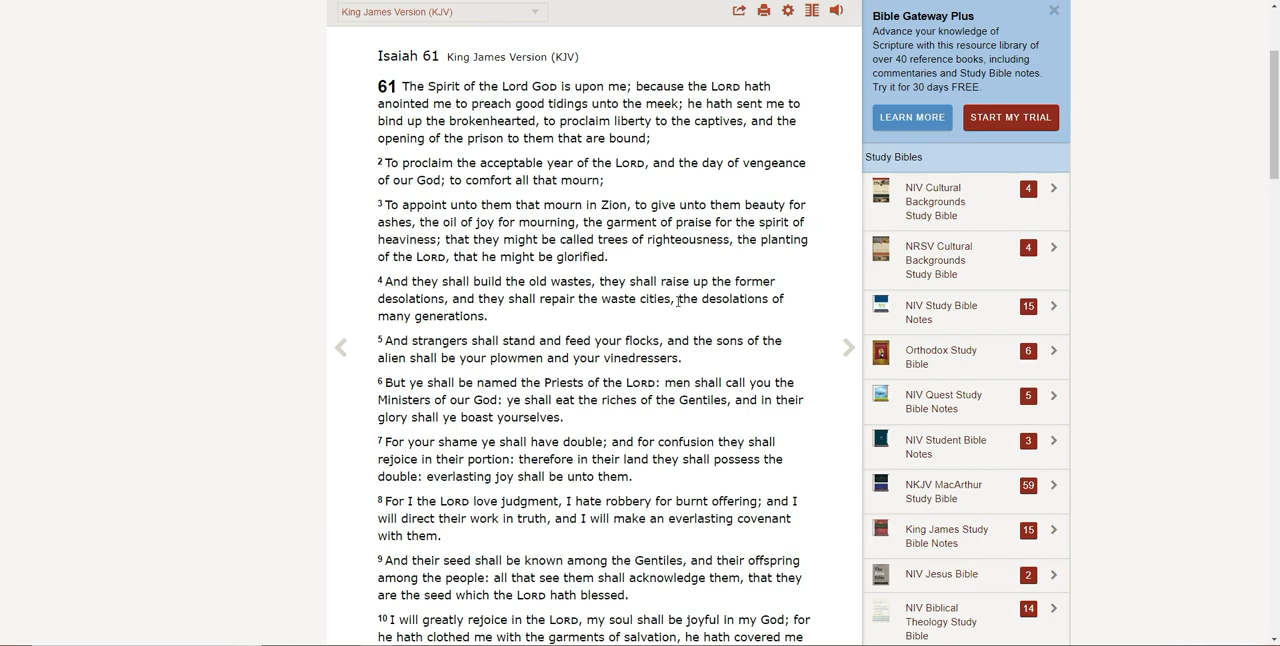 King James Version (KJV)
Isaiah 61 King James Version (KJV)
61 The Spirit of the Lord GOD is upon me; because the LORD hath
anointed me to preach good tidings unto the meek; he hath sent me to
bind up the brokenhearted, to proclaim liberty to the captives, and the
opening of the prison to them that are bound;
2 To proclaim the acceptable year of the LORD, and the day of vengeance
of our God; to comfort all that mourn;
3 To appoint unto them that mourn in Zion, to give unto them beauty for
ashes, the oil of joy for mourning, the garment of praise for the spirit of
heaviness; that they might be called trees of righteousness, the planting
of the LORD, that he might be glorified.
4 And they shall build the old wastes, they shall raise up the former
desolations, and they shall repair the waste cities, the desolations of
many generations.
5 And strangers shall stand and feed your flocks, and the sons of the
alien shall be your plowmen and your vinedressers.
6 But ye shall be named the Priests of the LORD: men shall call you the
Ministers of our God: ye shall eat the riches of the Gentiles, and in their
glory shall ye boast yourselves.
7 For your shame ye shall have double; and for confusion they shall
rejoice in their portion: therefore in their land they shall possess the
double: everlasting joy shall be unto them.
8 For I the LORD love judgment, I hate robbery for burnt offering; and I
will direct their work in truth, and I will make an everlasting covenant
with them.
9 And their seed shall be known among the Gentiles, and their offspring
among the people: all that see them shall acknowledge them, that they
are the seed which the LORD hath blessed.
10 I will greatly rejoice in the LORD, my soul shall be joyful in my God; for
he hath clothed me with the garments of salvation, he hath covered me
Bible Gateway Plus
Advance your knowledge of
Scripture with this resource library of
over 40 reference books, including
commentaries and Study Bible notes.
Try it for 30 days FREE.
LEARN MORE
START MY TRIAL
Study Bibles
NIV Cultural
Backgrounds
Study Bible
4
NRSV Cultural
Backgrounds
Study Bible
4
NIV Study Bible
Notes
15
Orthodox Study
Bible
6
NIV Quest Study
Bible Notes
5
NIV Student Bible
Notes
3
NKJV MacArthur
Study Bible
59
King James Study
Bible Notes
15
NIV Jesus Bible
2
NIV Biblical
Theology Study
Bible
14